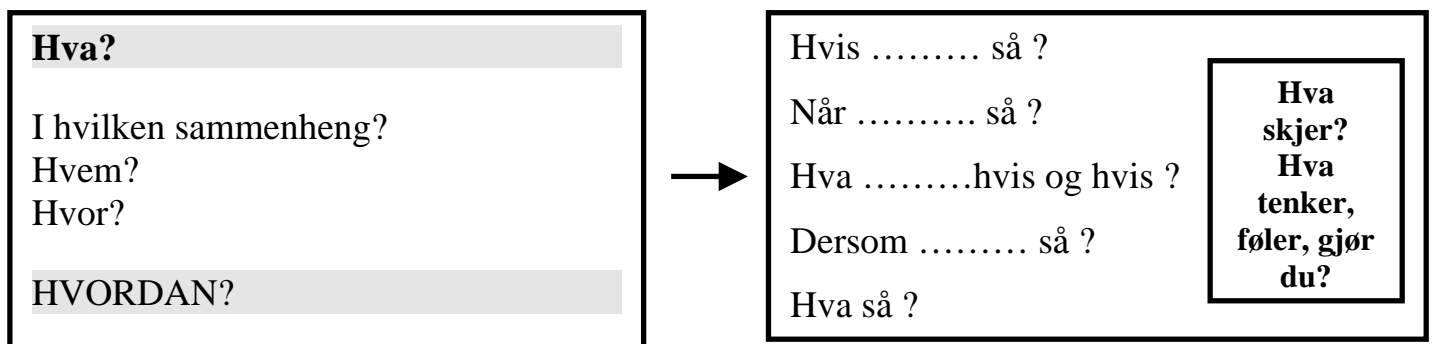 Hva?
I hvilken sammenheng?
Hvem?
Hvor?
HVORDAN?
Hvis ……… så ?
Når ………. så ?
Hva ………hvis og hvis ?
Dersom ……… så ?
Hva så ?
Hva
skjer?
Hva
tenker,
føler, gjør
du?